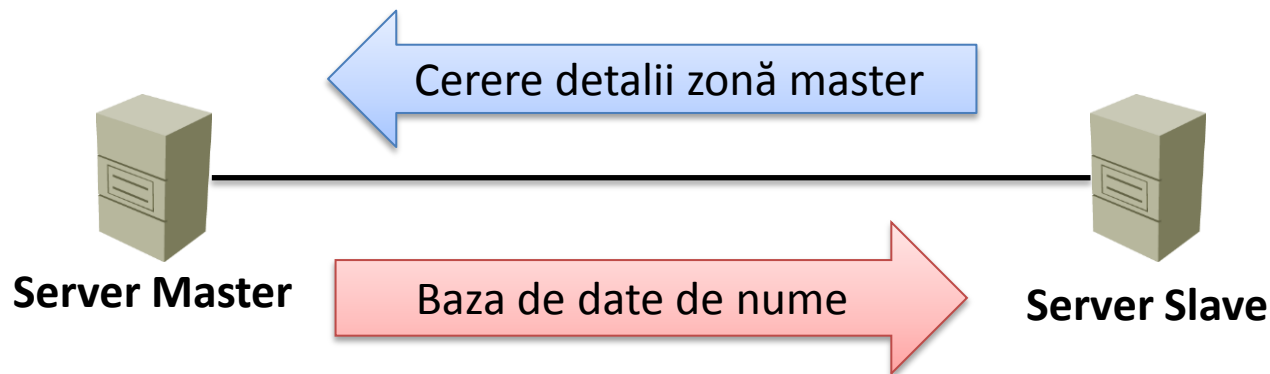 Cerere detalii zonă master
Server Master
Baza de date de nume
Server Slave